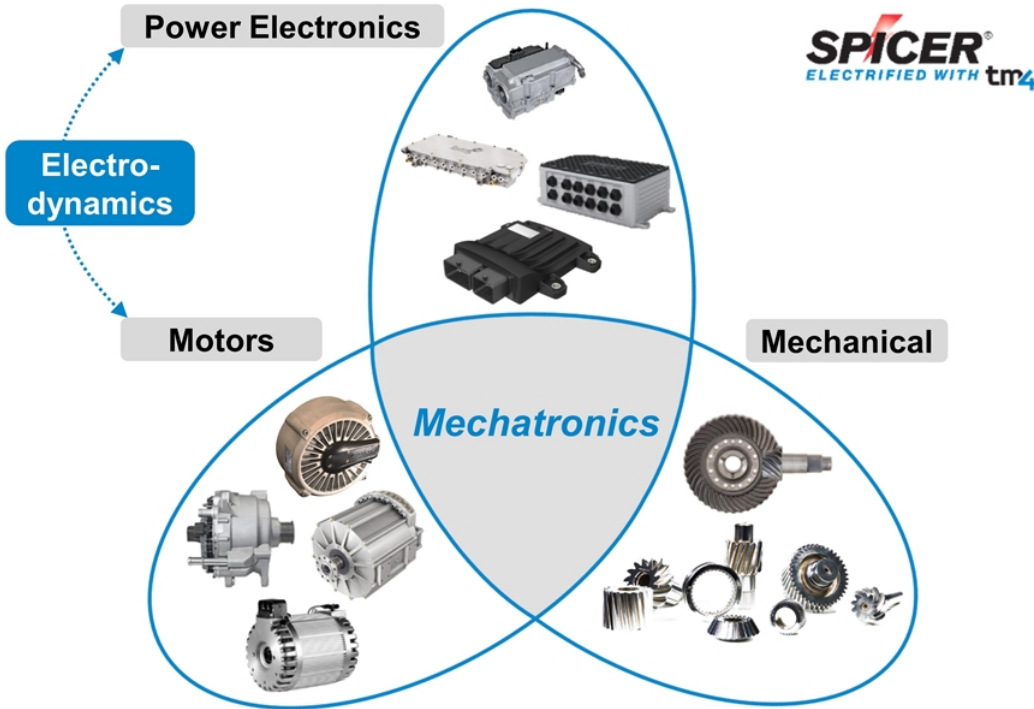 Power Electronics
SPICER®
ELECTRIFIED WITH tm4
Electro-
dynamics
Motors
Mechanical
Mechatronics